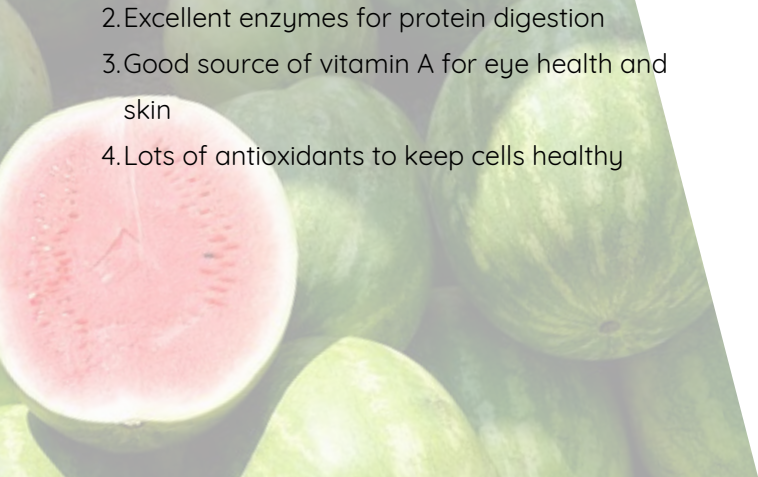 2.Excellent enzymes for protein digestion
3.Good source of vitamin A for eye health and
skin
4.Lots of antioxidants to keep cells healthy